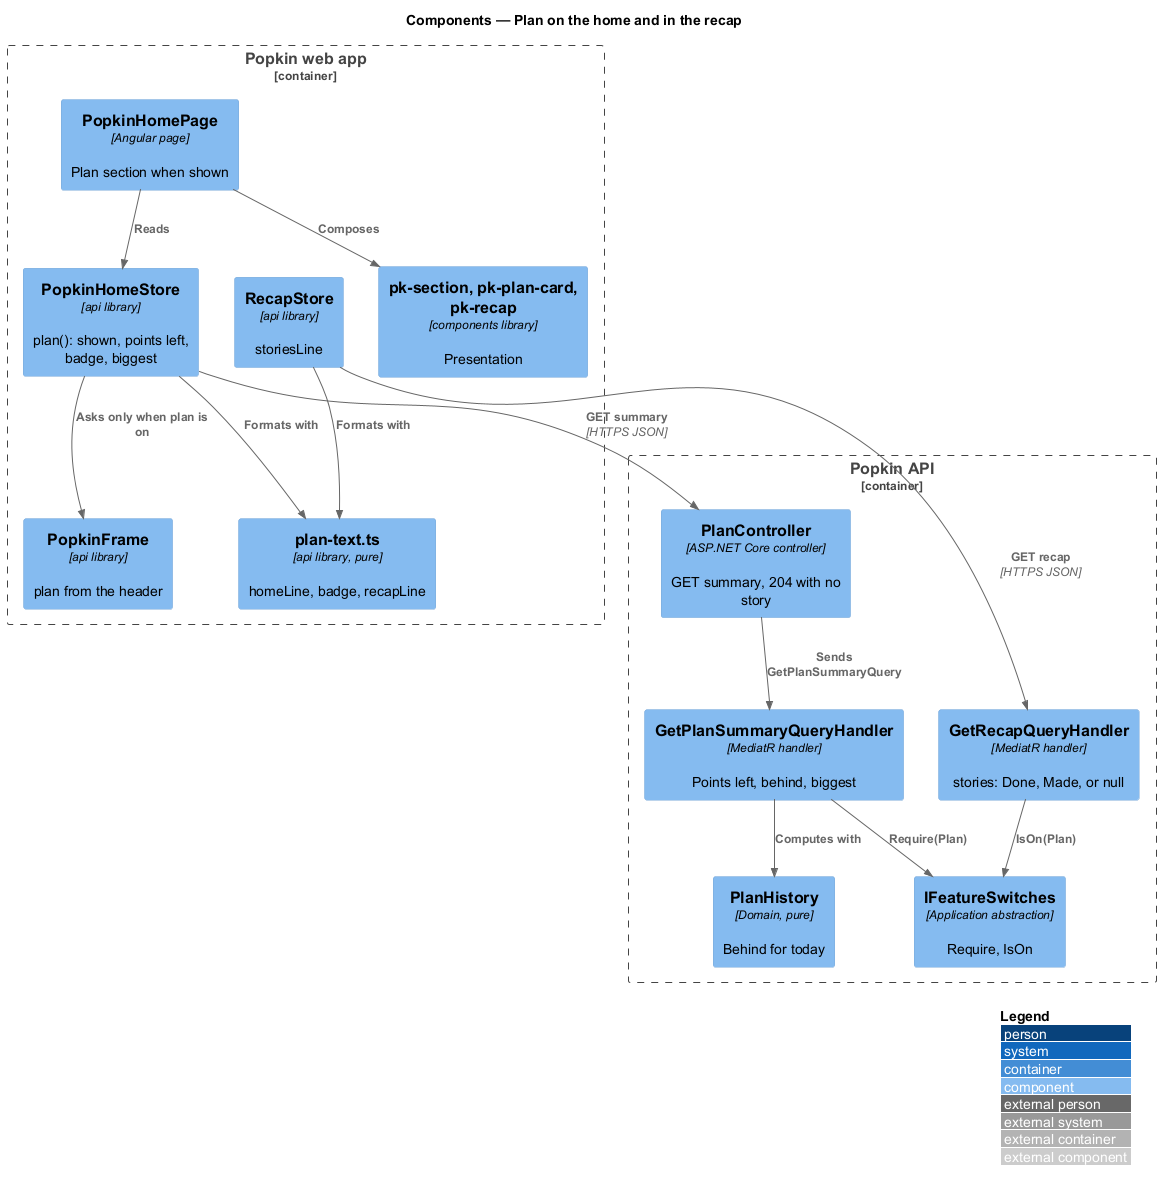 Components — Plan on the home and in the recap
Popkin web app
[container]
PopkinHomePage
[Angular page]
Plan section when shown
Reads
Composes
PopkinHomeStore
[api library]
plan(): shown, points left,
badge, biggest
RecapStore
[api library]
storiesLine
pk-section, pk-plan-card,
pk-recap
[components library]
Presentation
Asks only when plan is
on
Formats with
Formats with
GET summary
[HTTPS JSON]
PopkinFrame
[api library]
plan from the header
plan-text.ts
[api library, pure]
homeLine, badge, recapLine
Popkin API
[container]
PlanController
[ASP.NET Core controller]
GET summary, 204 with no
story
GET recap
[HTTPS JSON]
Sends
GetPlanSummaryQuery
GetPlanSummaryQueryHandler
[MediatR handler]
Points left, behind, biggest
GetRecapQueryHandler
[MediatR handler]
stories: Done, Made, or null
Computes with
Require(Plan)
IsOn(Plan)
PlanHistory
[Domain, pure]
Behind for today
IFeatureSwitches
[Application abstraction]
Require, IsOn
Legend
person
system
container
component
external person
external system
external container
external component